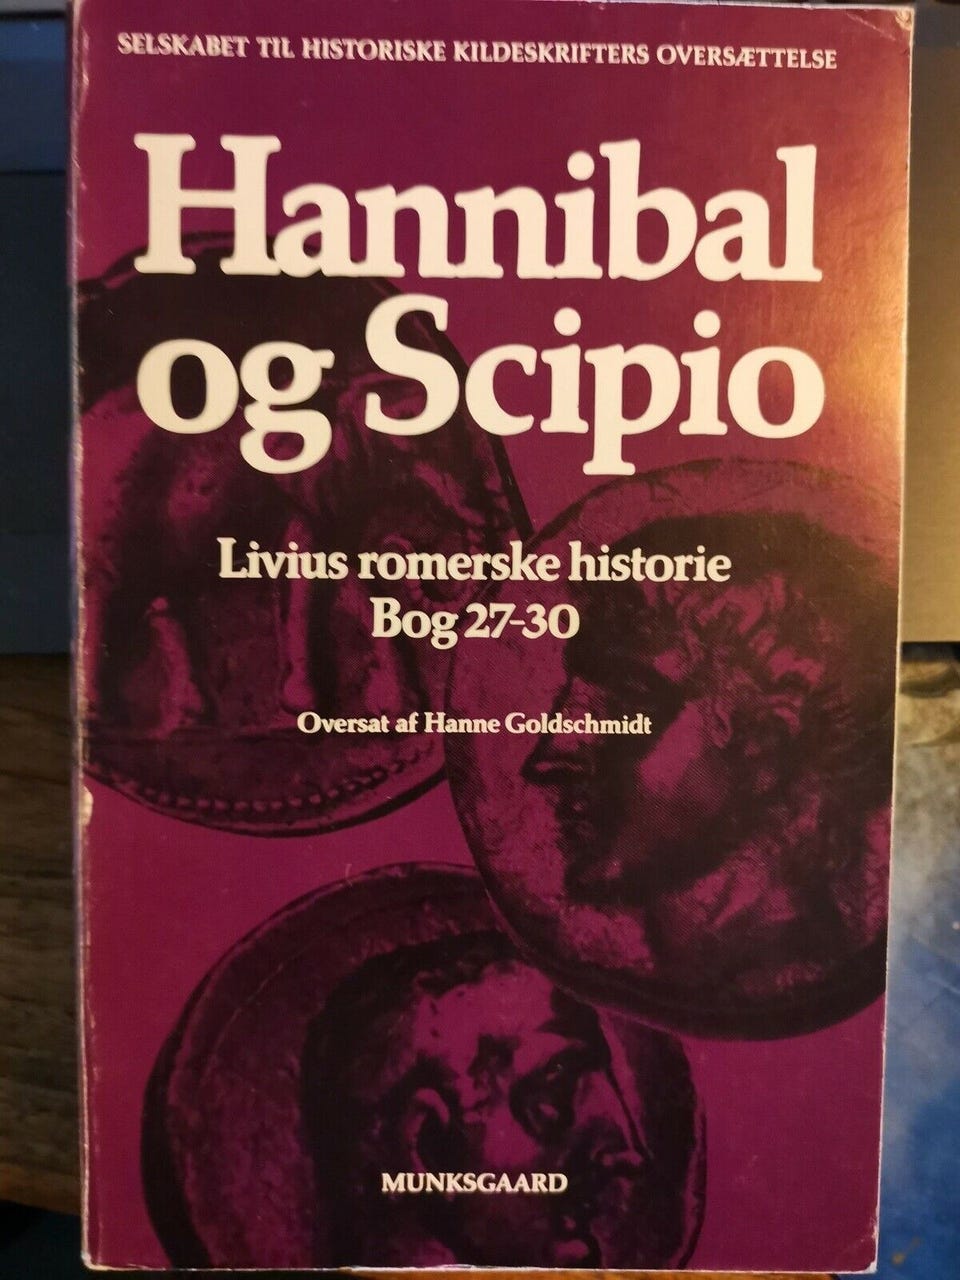 SELSKABET TIL HISTORISKE KILDESKRIFTERS OVERSÆTTELSE
Hannibal
og Scipio
Livius romerske historie
Bog 27-30
Oversat af Hanne Goldschmidt
MUNKSGAARD